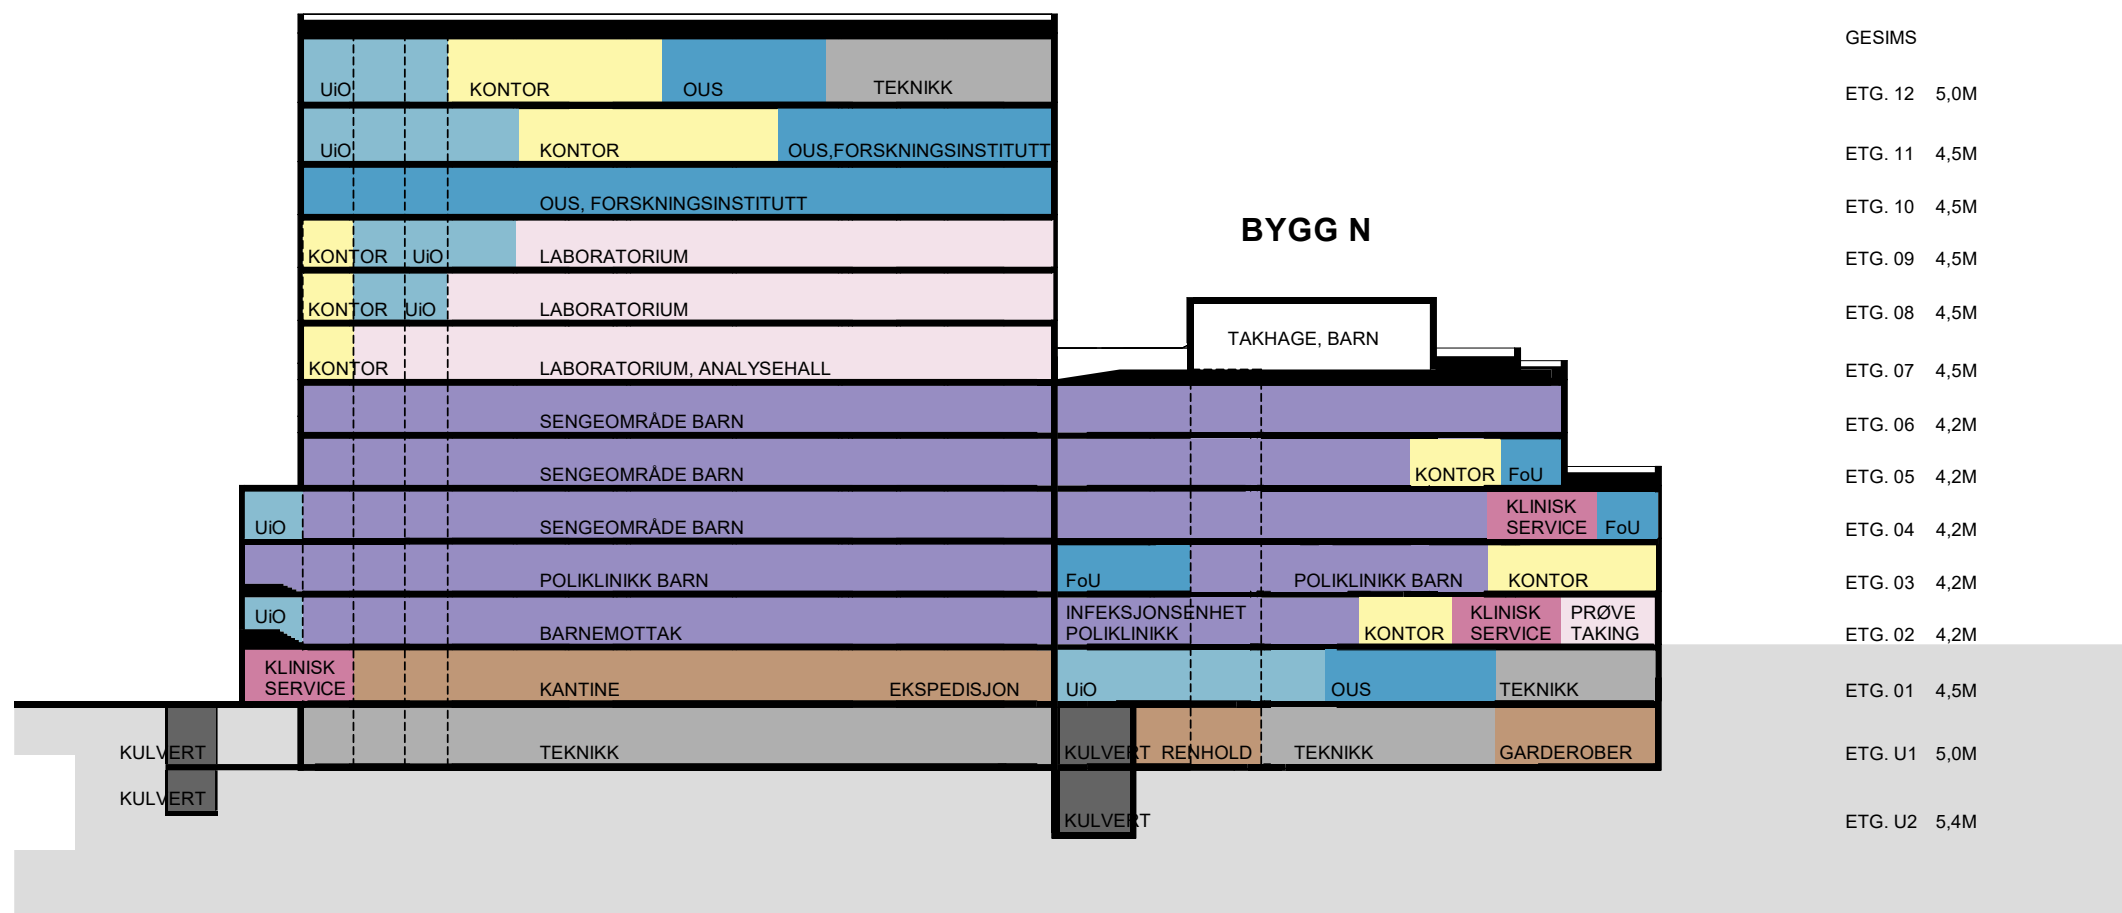 GESIMS
UiO KONTOR OUS TEKNIKK ETG. 12 5,0M
UiO KONTOR OUS,FORSKNINGSINSTITUTT ETG. 11 4,5M
OUS, FORSKNINGSINSTITUTT ETG. 10 4,5M
BYGG N
KONTOR UiO LABORATORIUM ETG. 09 4,5M
KONTOR UiO LABORATORIUM ETG. 08 4,5M
TAKHAGE, BARN
KONTOR LABORATORIUM, ANALYSEHALL ETG. 07 4,5M
SENGEOMRÅDE BARN ETG. 06 4,2M
SENGEOMRÅDE BARN KONTOR FoU ETG. 05 4,2M
UiO SENGEOMRÅDE BARN KLINISK
SERVICE FoU ETG. 04 4,2M
POLIKLINIKK BARN FoU POLIKLINIKK BARN KONTOR ETG. 03 4,2M
UiO BARNEMOTTAK INFEKSJONSENHET
POLIKLINIKK KONTOR KLINISK
SERVICE PRØVE
TAKING ETG. 02 4,2M
KLINISK
SERVICE KANTINE EKSPEDISJON UiO OUS TEKNIKK ETG. 01 4,5M
KULVERT TEKNIKK KULVERT RENHOLD TEKNIKK GARDEROBER ETG. U1 5,0M
KULVERT
KULVERT ETG. U2 5,4M